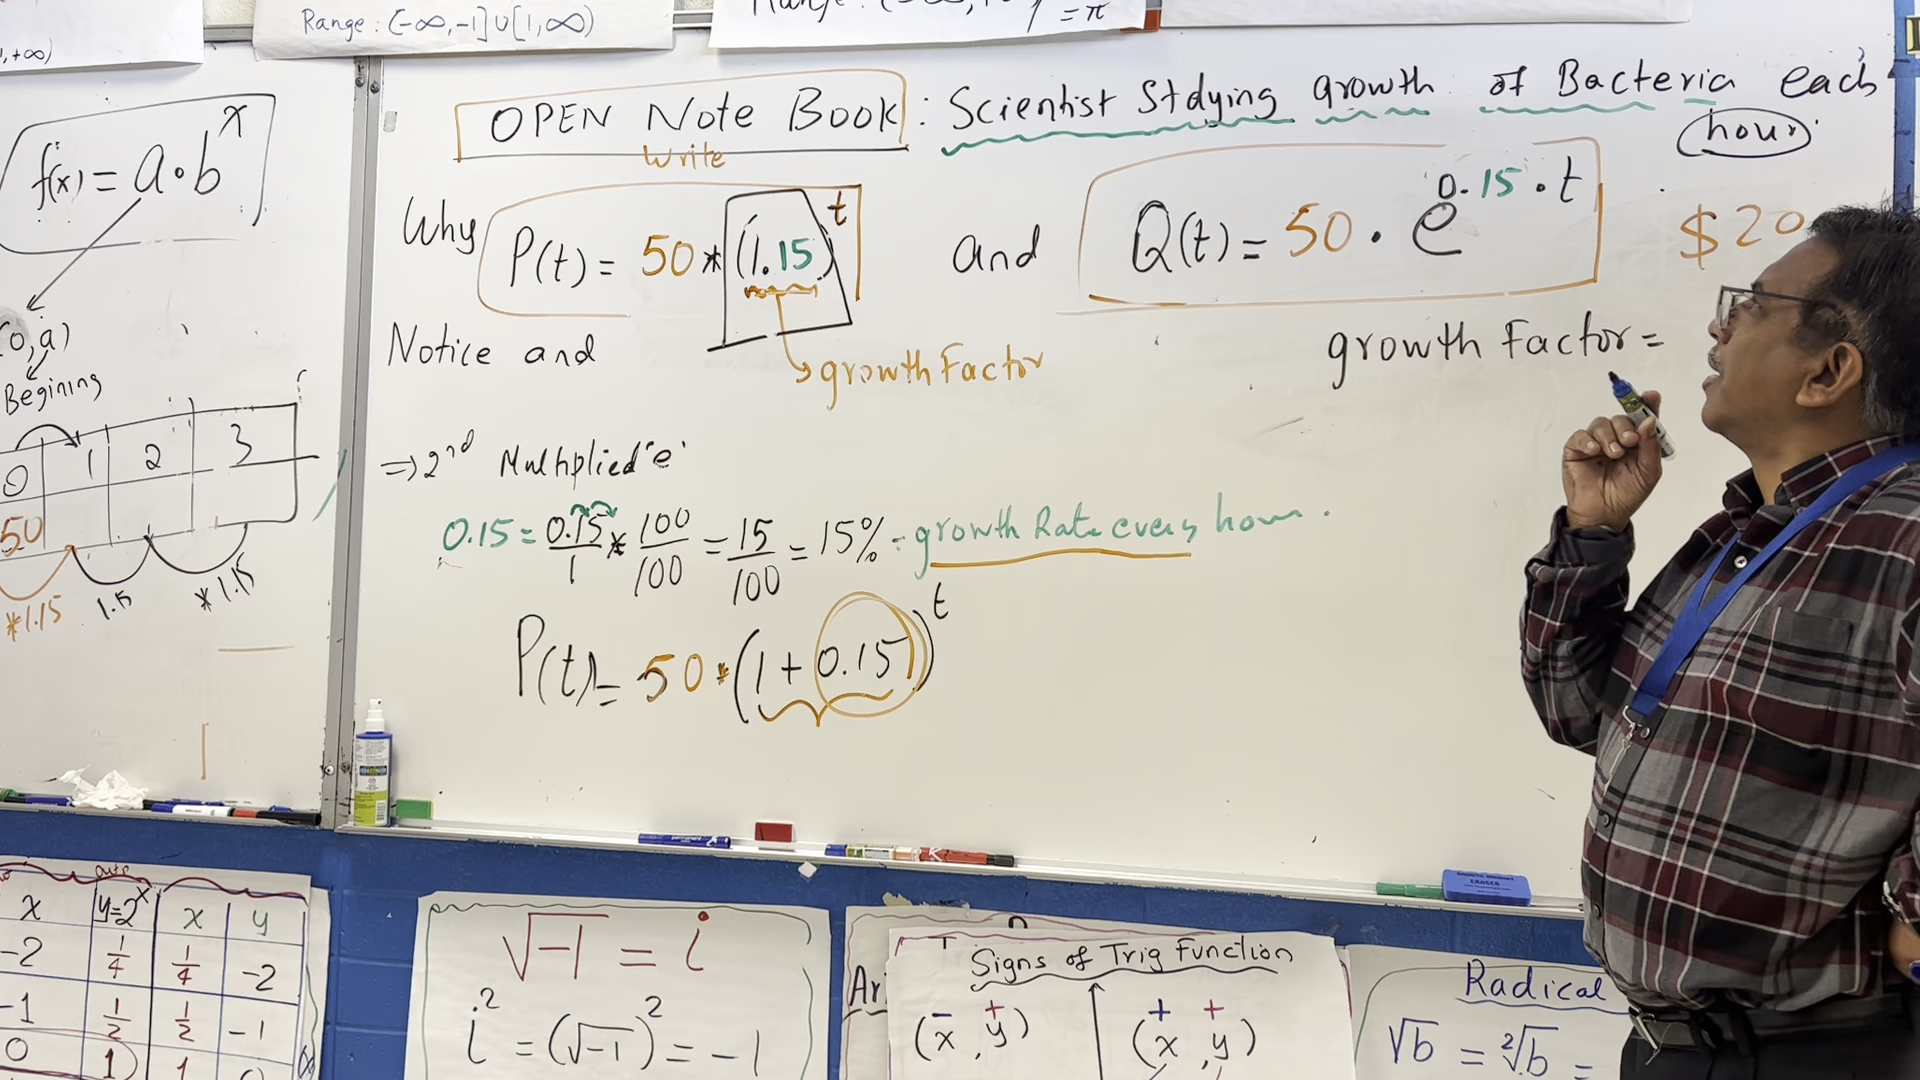 Range: (-∞,-1]∪[1,∞)
= π
,+∞)
f(x) = a·b^x
(0,a)
Begining
0 1 2 3
50
*1.15 1.5 *1.15
OPEN Note Book : Scientist Stdying growth of Bacteria each hour.
Write
Why P(t) = 50 * (1.15)^t and Q(t) = 50 · e^0.15·t
$20
Notice and
growth Factor
growth Factor =
⇒ 2nd Multiplied 'e'
0.15 = 0.15/1 * 100/100 = 15/100 = 15% = growth Rate every hour.
P(t) = 50 * (1 + 0.15)^t
x y=2^x x y
-2 1/4 1/4 -2
-1 1/2 1/2 -1
0 1 1
√-1 = i
i² = (√-1)² = -1
Signs of Trig Function
- + + +
(x, y) (x, y)
Radical
√b = ²√b =
ERASER